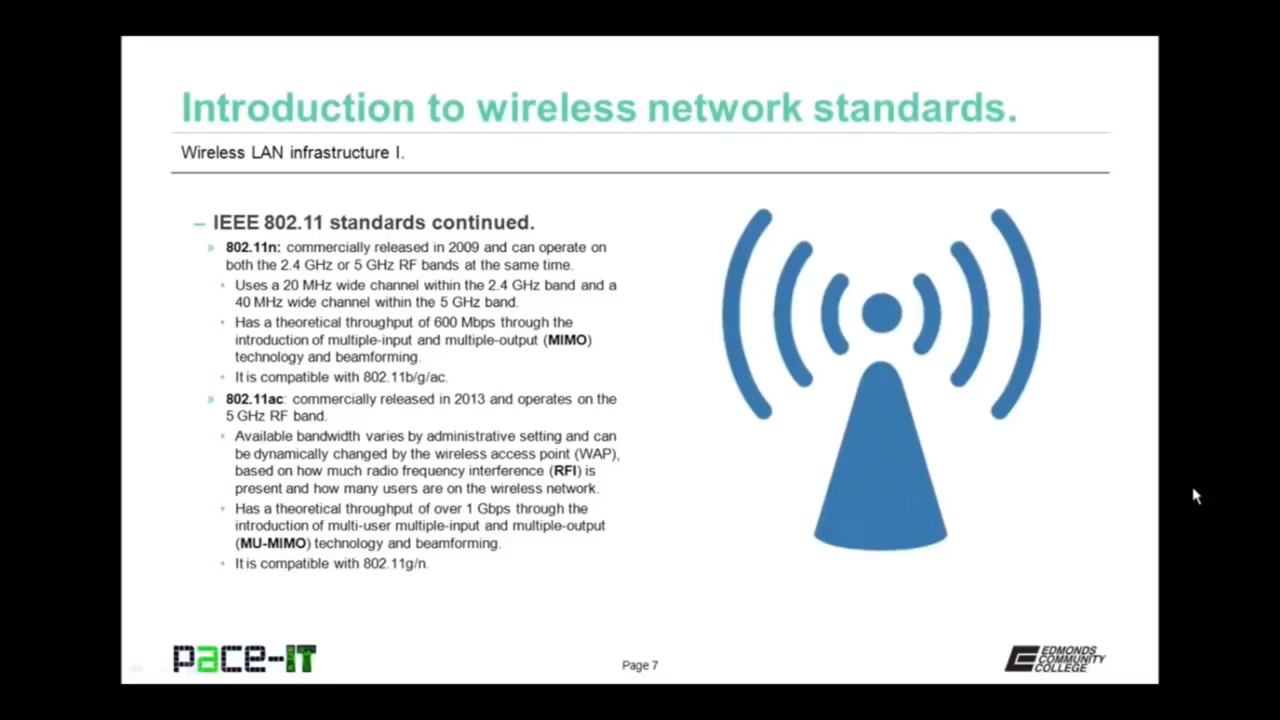 Introduction to wireless network standards.
Wireless LAN infrastructure I.
– IEEE 802.11 standards continued.
» 802.11n: commercially released in 2009 and can operate on
both the 2.4 GHz or 5 GHz RF bands at the same time.
• Uses a 20 MHz wide channel within the 2.4 GHz band and a
40 MHz wide channel within the 5 GHz band.
• Has a theoretical throughput of 600 Mbps through the
introduction of multiple-input and multiple-output (MIMO)
technology and beamforming.
• It is compatible with 802.11b/g/ac.
» 802.11ac: commercially released in 2013 and operates on the
5 GHz RF band.
• Available bandwidth varies by administrative setting and can
be dynamically changed by the wireless access point (WAP),
based on how much radio frequency interference (RFI) is
present and how many users are on the wireless network.
• Has a theoretical throughput of over 1 Gbps through the
introduction of multi-user multiple-input and multiple-output
(MU-MIMO) technology and beamforming.
• It is compatible with 802.11g/n.
pace-IT
Page 7
EDMONDS
COMMUNITY
COLLEGE